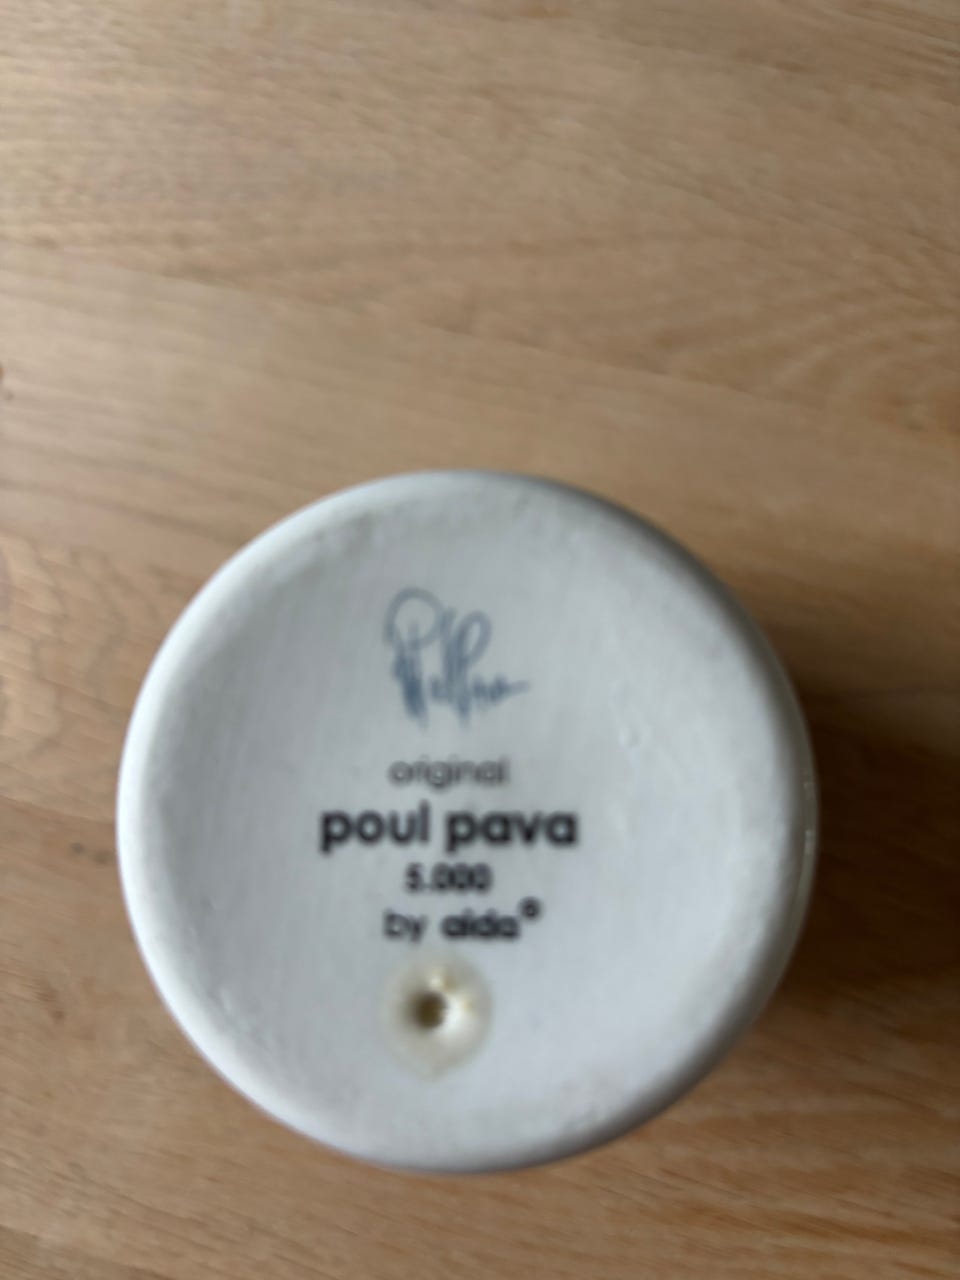 original
poul pava
5.000
by aida®